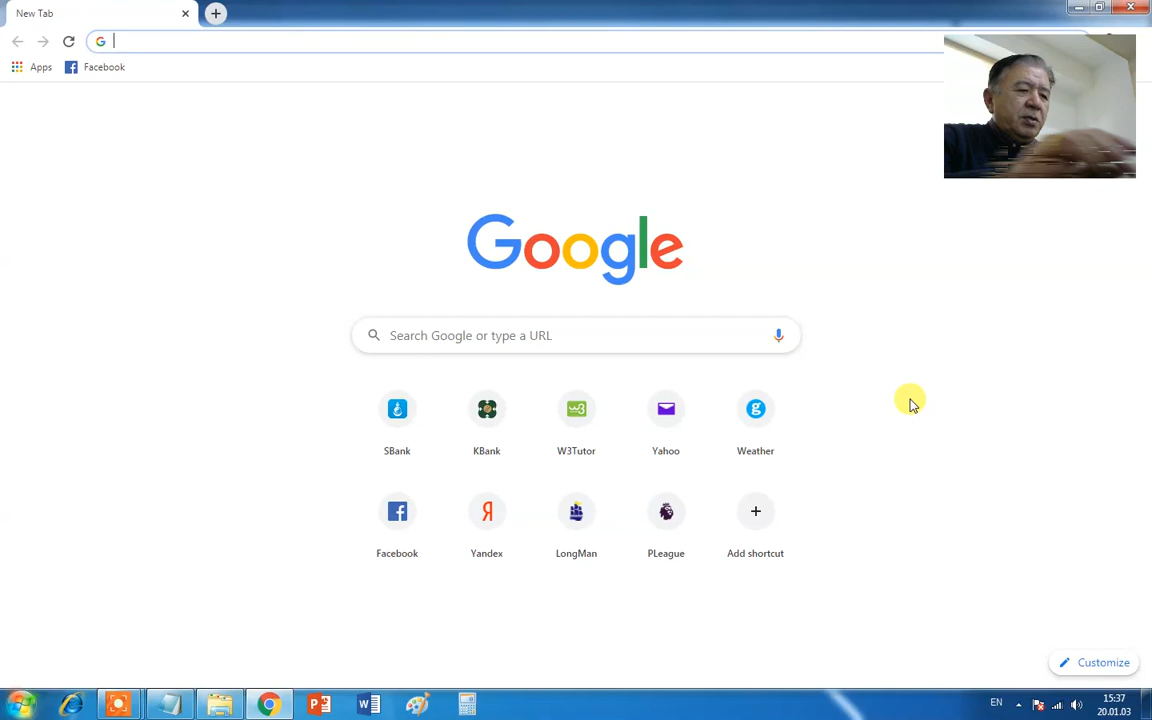 New Tab
Apps Facebook
Google
Search Google or type a URL
SBank KBank W3Tutor Yahoo Weather
Facebook Yandex LongMan PLeague Add shortcut
Customize
EN 15:37
20.01.03